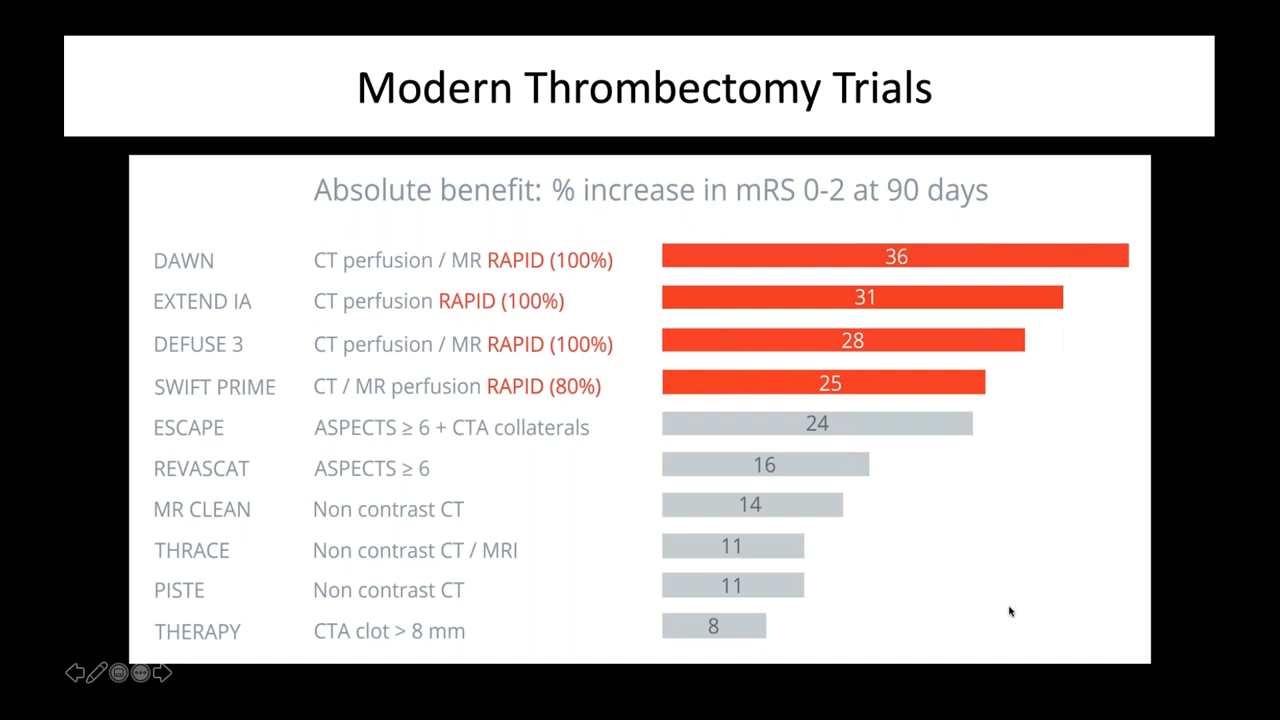 Modern Thrombectomy Trials
Absolute benefit: % increase in mRS 0-2 at 90 days
DAWN CT perfusion / MR RAPID (100%) 36
EXTEND IA CT perfusion RAPID (100%) 31
DEFUSE 3 CT perfusion / MR RAPID (100%) 28
SWIFT PRIME CT / MR perfusion RAPID (80%) 25
ESCAPE ASPECTS ≥ 6 + CTA collaterals 24
REVASCAT ASPECTS ≥ 6 16
MR CLEAN Non contrast CT 14
THRACE Non contrast CT / MRI 11
PISTE Non contrast CT 11
THERAPY CTA clot > 8 mm 8